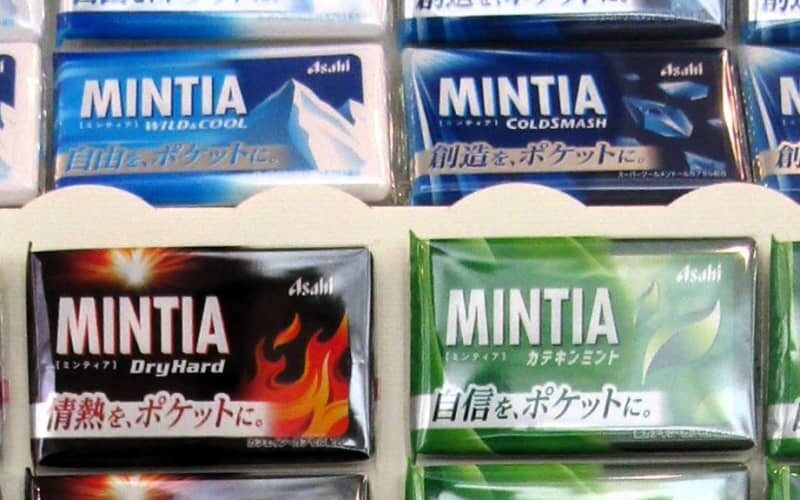 Asahi
MINTIA
[ミンティア] WILD&COOL
自由を、ポケットに。
Asahi
MINTIA
[ミンティア] COLDSMASH
創造を、ポケットに。
Asahi
MINTIA
[ミンティア] DryHard
情熱を、ポケットに。
Asahi
MINTIA
[ミンティア] カテキンミント
自信を、ポケットに。